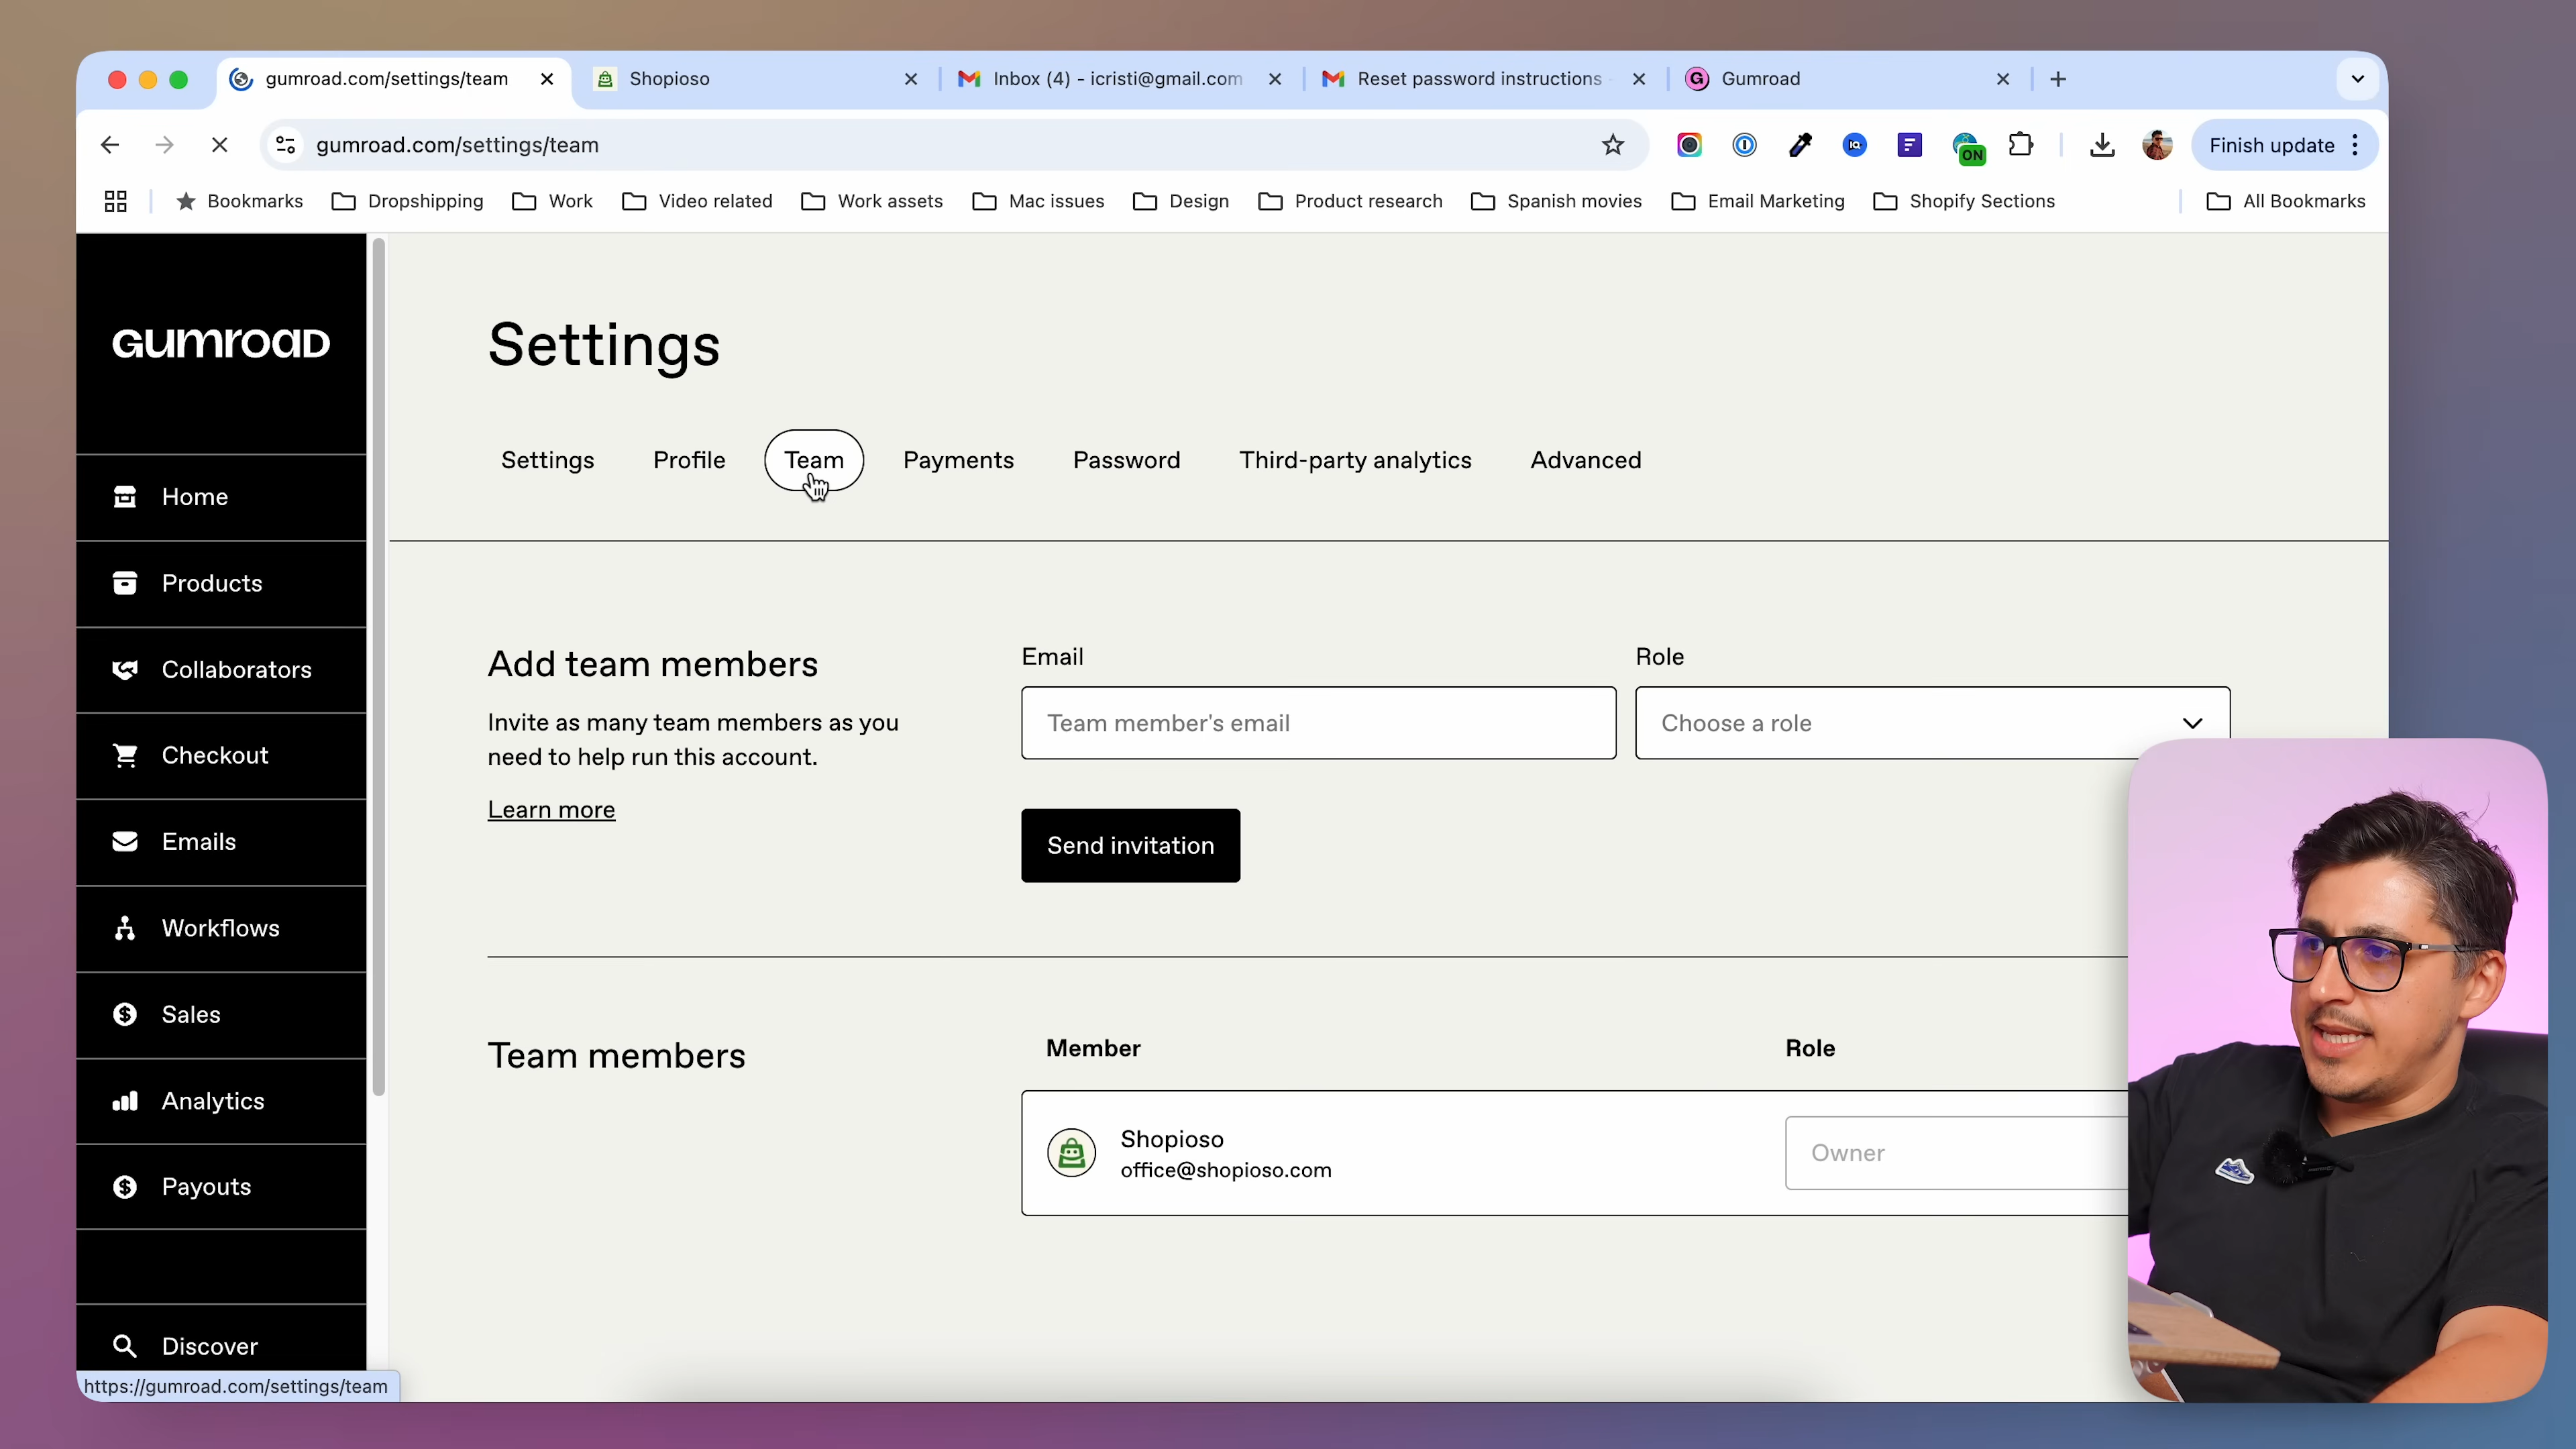 gumroad.com/settings/team
Shopioso
Inbox (4) - icristi@gmail.com
Reset password instructions
Gumroad
gumroad.com/settings/team
ON
Finish update
Bookmarks
Dropshipping
Work
Video related
Work assets
Mac issues
Design
Product research
Spanish movies
Email Marketing
Shopify Sections
All Bookmarks
GUMROAD
Home
Products
Collaborators
Checkout
Emails
Workflows
Sales
Analytics
Payouts
Discover
https://gumroad.com/settings/team
Settings
Settings
Profile
Team
Payments
Password
Third-party analytics
Advanced
Add team members
Invite as many team members as you
need to help run this account.
Learn more
Email
Team member's email
Role
Choose a role
Send invitation
Team members
Member
Role
Shopioso
office@shopioso.com
Owner